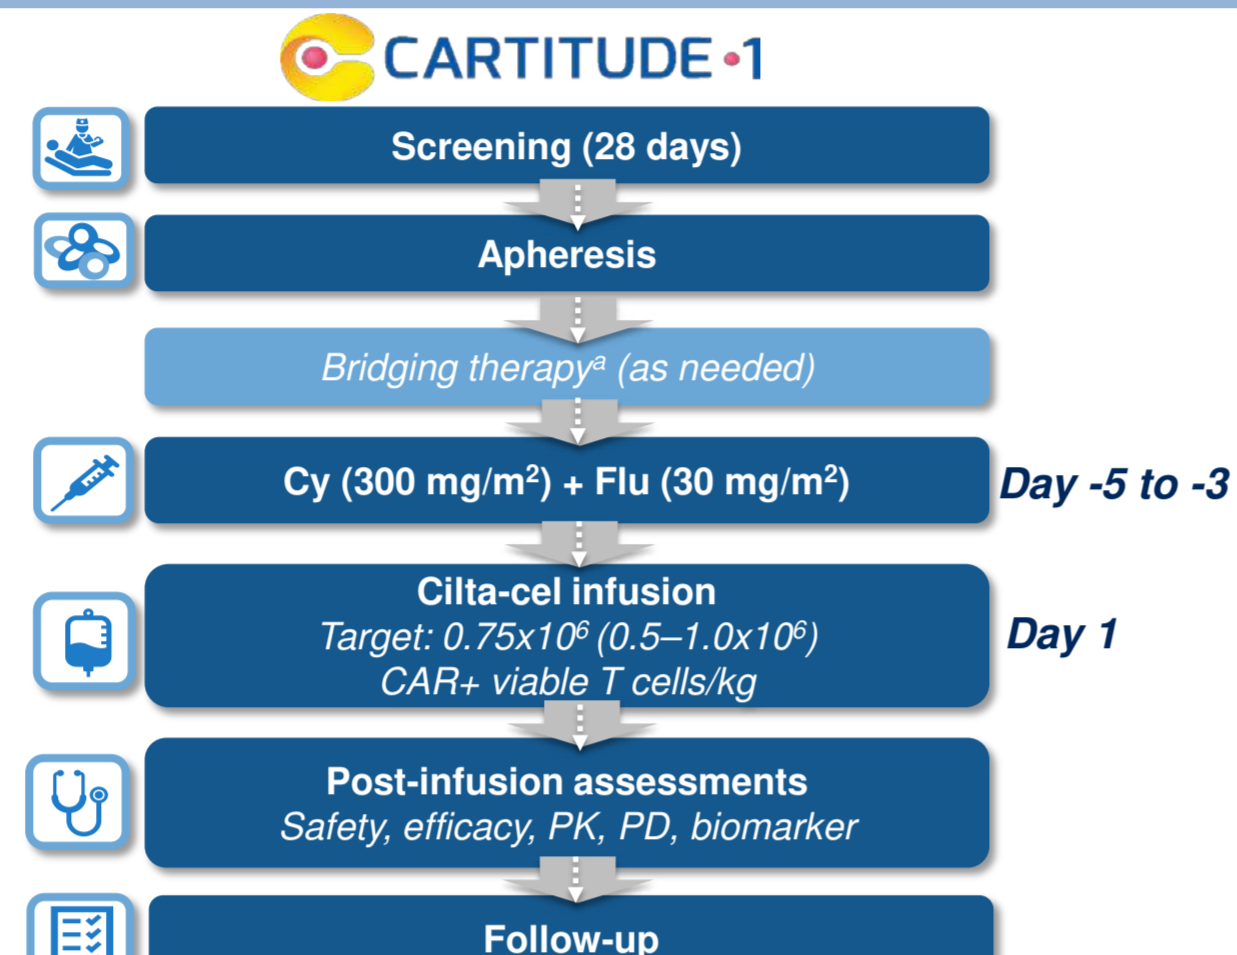 CARTITUDE•1
Screening (28 days)
Apheresis
Bridging therapyᵃ (as needed)
Cy (300 mg/m²) + Flu (30 mg/m²)
Day -5 to -3
Cilta-cel infusion
Target: 0.75x10⁶ (0.5–1.0x10⁶)
CAR+ viable T cells/kg
Day 1
Post-infusion assessments
Safety, efficacy, PK, PD, biomarker
Follow-up